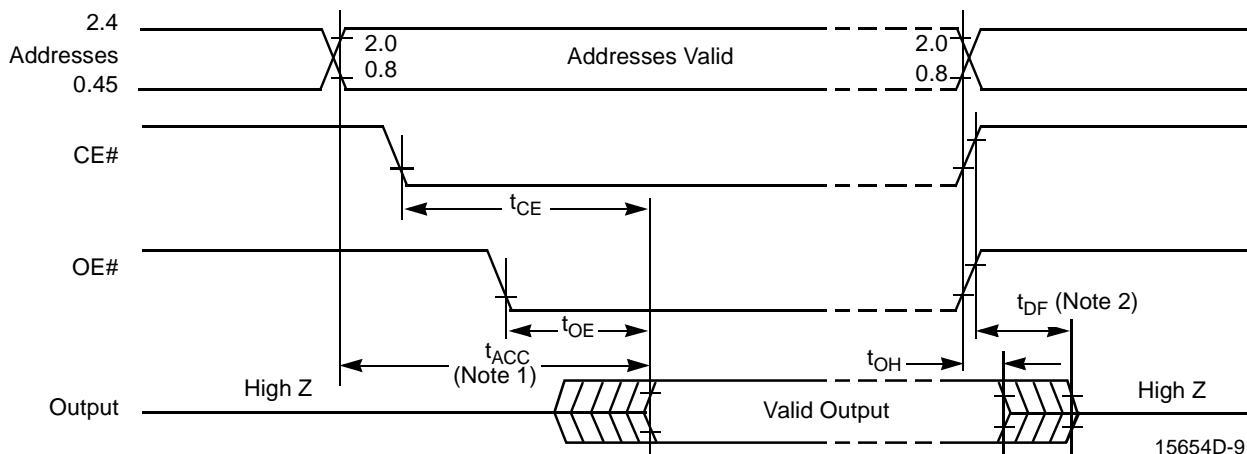 2.4
Addresses
0.45
2.0
0.8
Addresses Valid
2.0
0.8
CE#
tCE
OE#
tOE
tDF (Note 2)
tACC
(Note 1)
tOH
High Z
Output
Valid Output
High Z
15654D-9